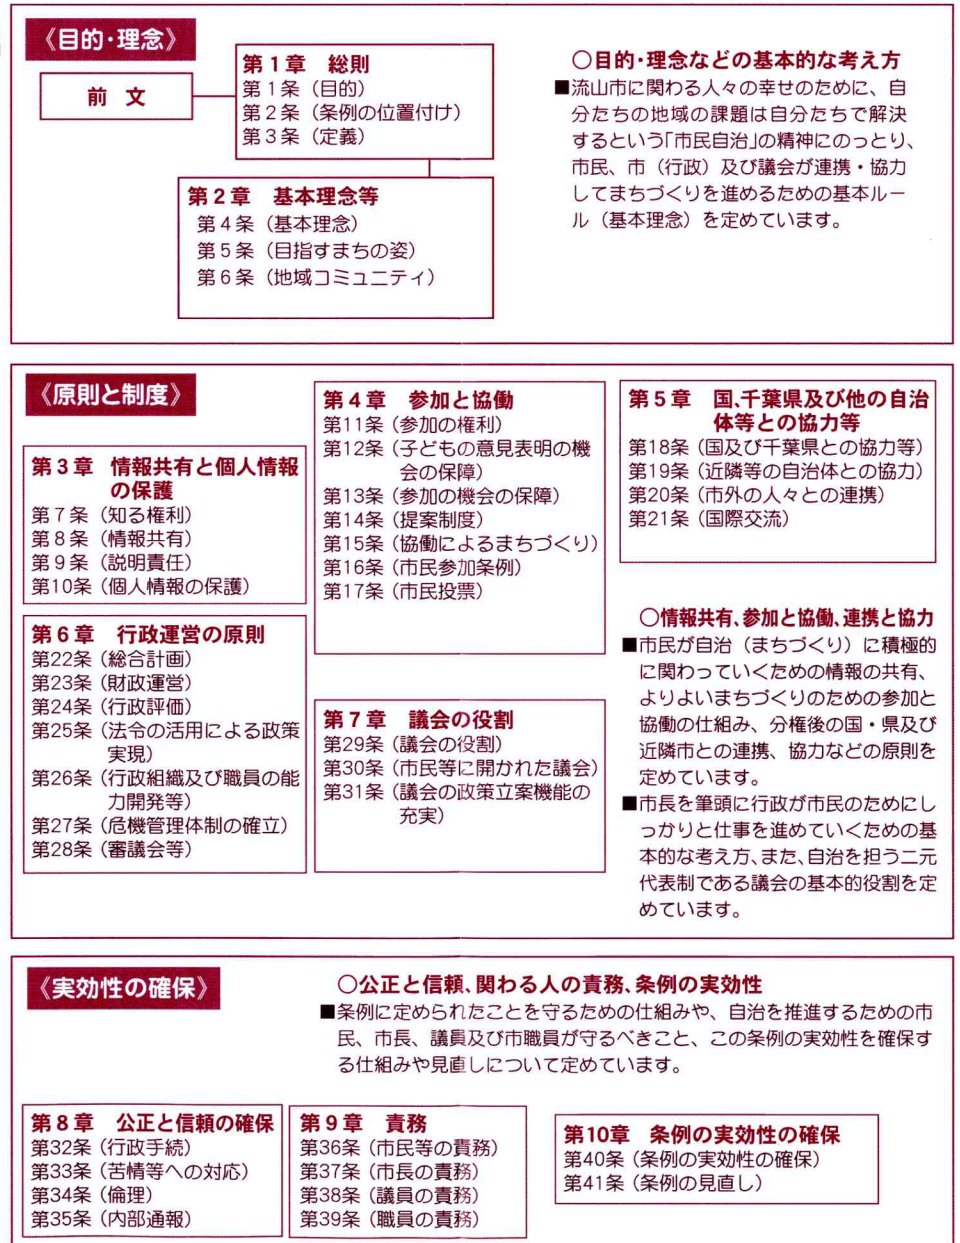 《目的・理念》
前 文
第1章 総則
第1条（目的）
第2条（条例の位置付け）
第3条（定義）
第2章 基本理念等
第4条（基本理念）
第5条（目指すまちの姿）
第6条（地域コミュニティ）
○目的・理念などの基本的な考え方
■流山市に関わる人々の幸せのために、自
分たちの地域の課題は自分たちで解決
するという「市民自治」の精神にのっとり、
市民、市（行政）及び議会が連携・協力
してまちづくりを進めるための基本ルー
ル（基本理念）を定めています。
《原則と制度》
第3章 情報共有と個人情報
の保護
第7条（知る権利）
第8条（情報共有）
第9条（説明責任）
第10条（個人情報の保護）
第4章 参加と協働
第11条（参加の権利）
第12条（子どもの意見表明の機
会の保障）
第13条（参加の機会の保障）
第14条（提案制度）
第15条（協働によるまちづくり）
第16条（市民参加条例）
第17条（市民投票）
第5章 国、千葉県及び他の自治
体等との協力等
第18条（国及び千葉県との協力等）
第19条（近隣等の自治体との協力）
第20条（市外の人々との連携）
第21条（国際交流）
第6章 行政運営の原則
第22条（総合計画）
第23条（財政運営）
第24条（行政評価）
第25条（法令の活用による政策
実現）
第26条（行政組織及び職員の能
力開発等）
第27条（危機管理体制の確立）
第28条（審議会等）
第7章 議会の役割
第29条（議会の役割）
第30条（市民等に開かれた議会）
第31条（議会の政策立案機能の
充実）
○情報共有、参加と協働、連携と協力
■市民が自治（まちづくり）に積極的
に関わっていくための情報の共有、
よりよいまちづくりのための参加と
協働の仕組み、分権後の国・県及び
近隣市との連携、協力などの原則を
定めています。
■市長を筆頭に行政が市民のためにし
っかりと仕事を進めていくための基
本的な考え方、また、自治を担う二元
代表制である議会の基本的役割を定
めています。
《実効性の確保》
○公正と信頼、関わる人の責務、条例の実効性
■条例に定められたことを守るための仕組みや、自治を推進するための市
民、市長、議員及び市職員が守るべきこと、この条例の実効性を確保す
る仕組みや見直しについて定めています。
第8章 公正と信頼の確保
第32条（行政手続）
第33条（苦情等への対応）
第34条（倫理）
第35条（内部通報）
第9章 責務
第36条（市民等の責務）
第37条（市長の責務）
第38条（議員の責務）
第39条（職員の責務）
第10章 条例の実効性の確保
第40条（条例の実効性の確保）
第41条（条例の見直し）